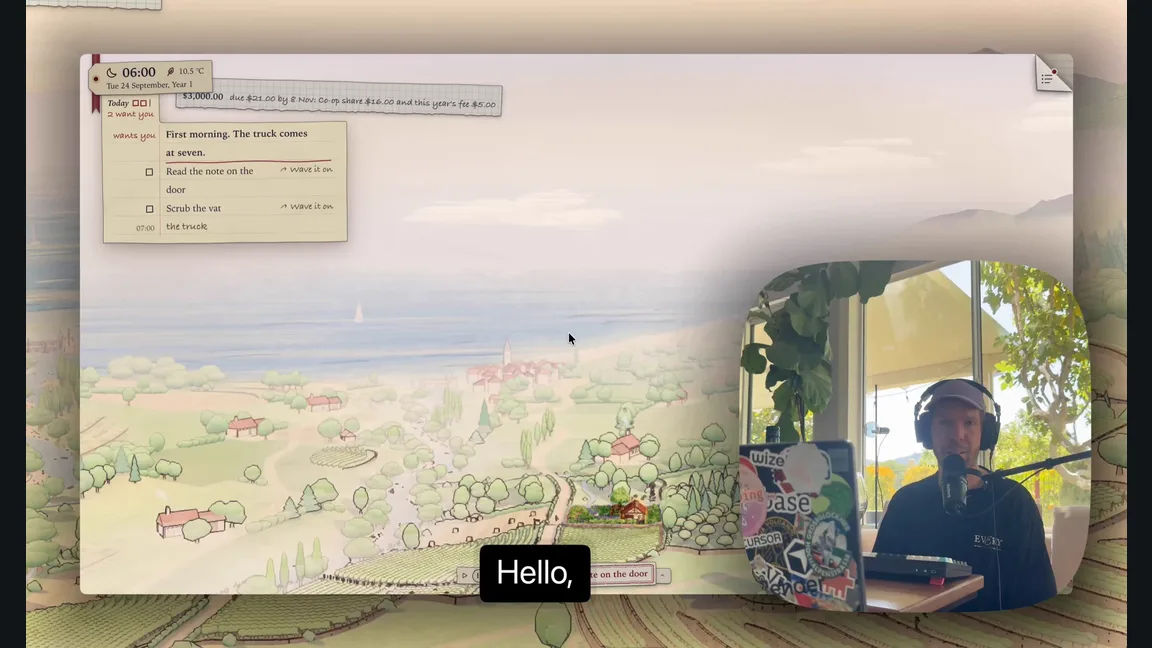 06:00
10.5 °C
Tue 24 September, Year 1
$3,000.00 due $21.00 by 8 Nov: Co-op share $16.00 and this year's fee $5.00
Today
2 want you
wants you
First morning. The truck comes
at seven.
Read the note on the
door
Wave it on
Scrub the vat
Wave it on
07:00 the truck
wize
ase
CURSOR
EVERY
Hello,
on the door